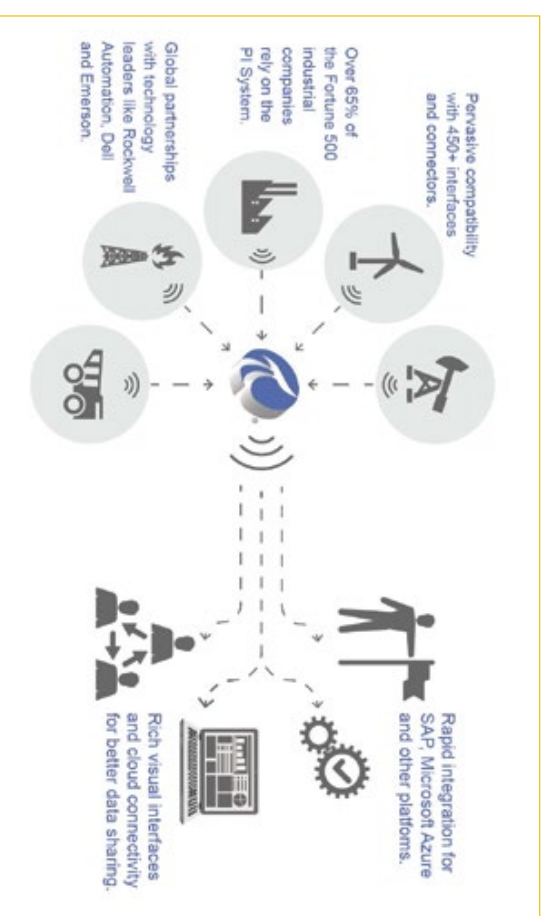 Pervasive compatibility
with 450+ interfaces
and connectors.
Over 65% of
the Fortune 500
industrial
companies
rely on the
PI System.
Global partnerships
with technology
leaders like Rockwell
Automation, Dell
and Emerson.
Rapid integration for
SAP, Microsoft Azure
and other platforms.
Rich visual interfaces
and cloud connectivity
for better data sharing.